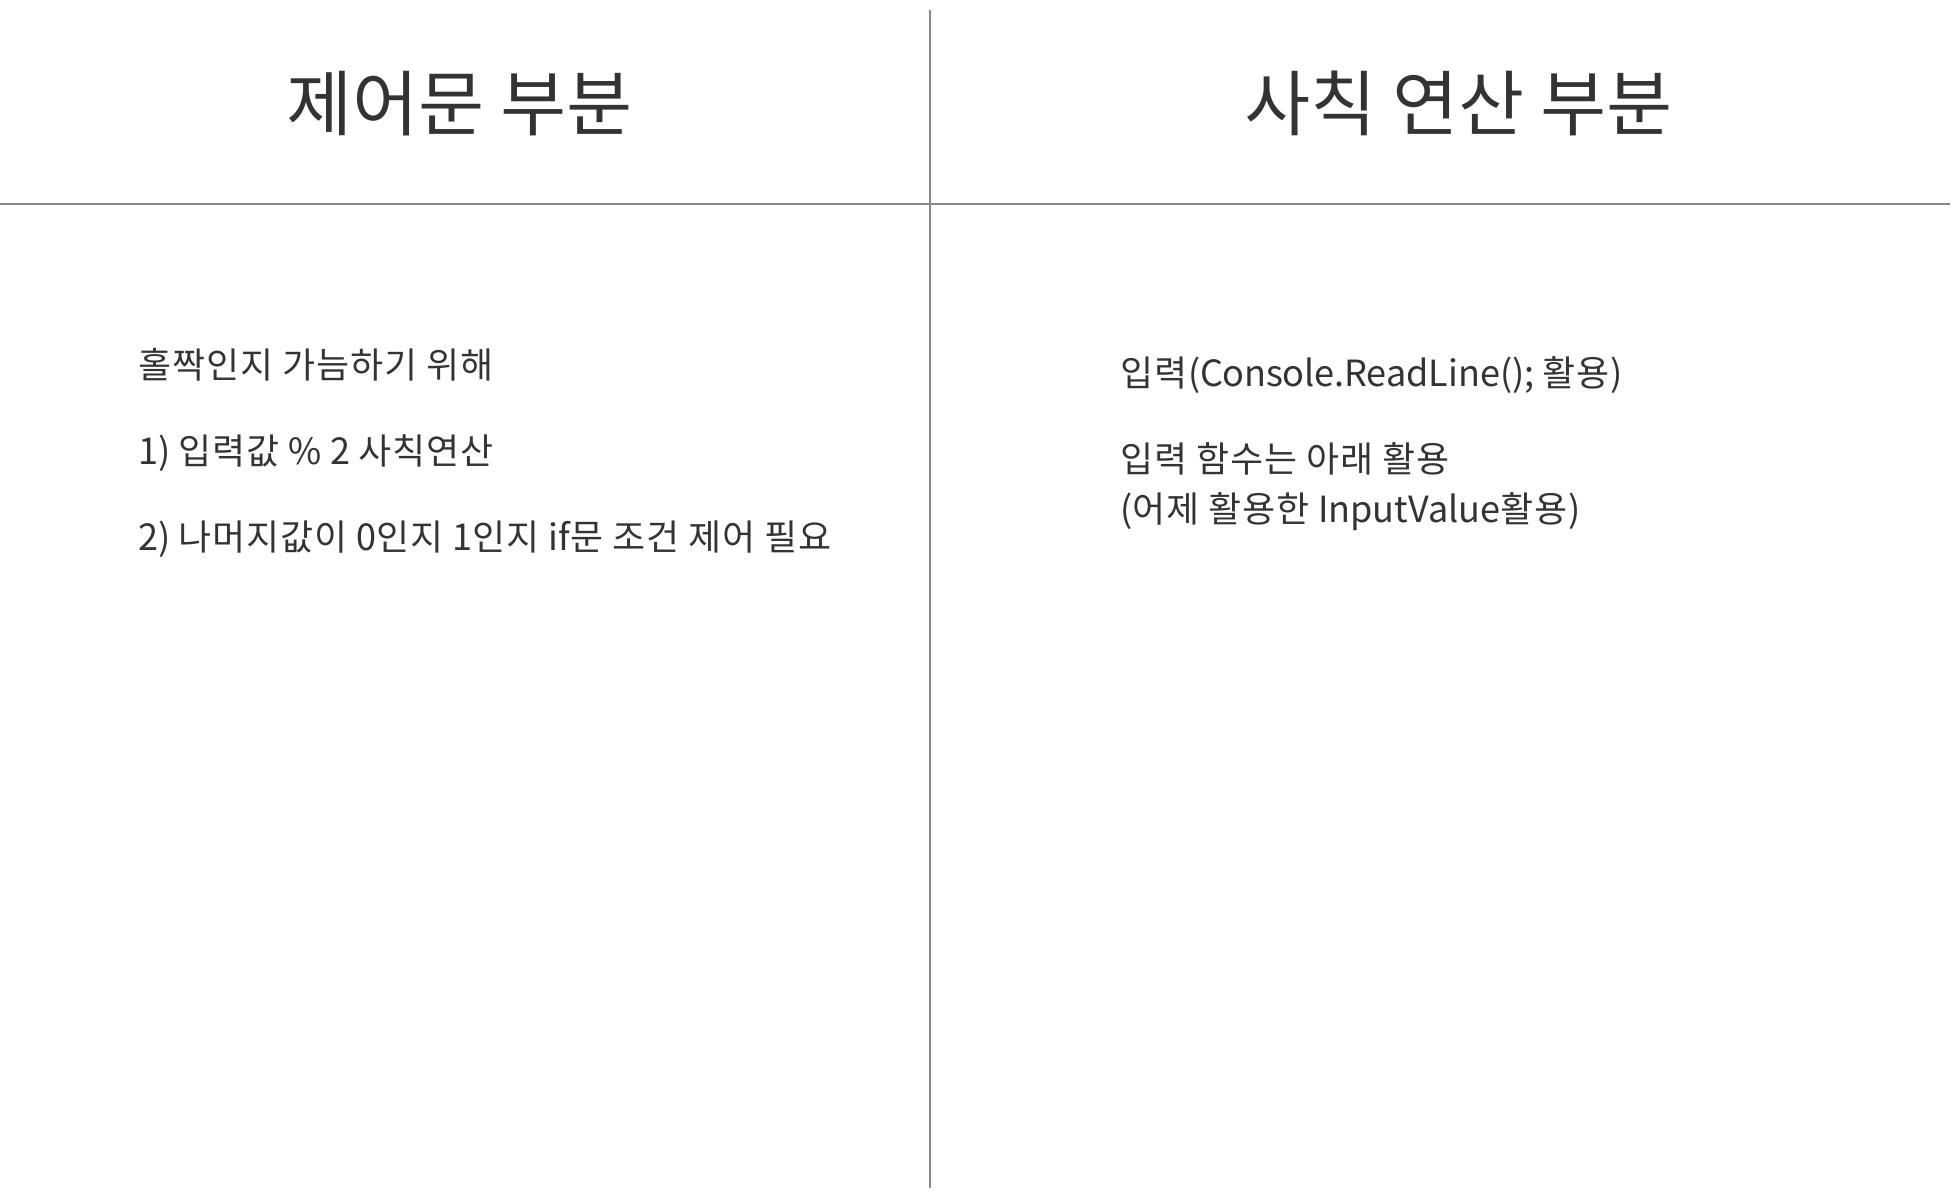 제어문 부분
사칙 연산 부분
홀짝인지 가늠하기 위해
1) 입력값 % 2 사칙연산
2) 나머지값이 0인지 1인지 if문 조건 제어 필요
입력(Console.ReadLine(); 활용)
입력 함수는 아래 활용
(어제 활용한 InputValue활용)